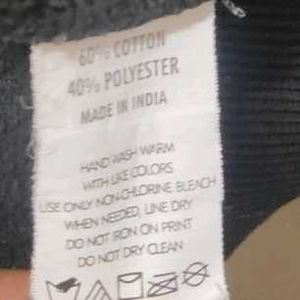 60% COTTON
40% POLYESTER
MADE IN INDIA
HAND WASH WARM
WITH LIKE COLORS
USE ONLY NON-CHLORINE BLEACH
WHEN NEEDED, LINE DRY
DO NOT IRON ON PRINT
DO NOT DRY CLEAN